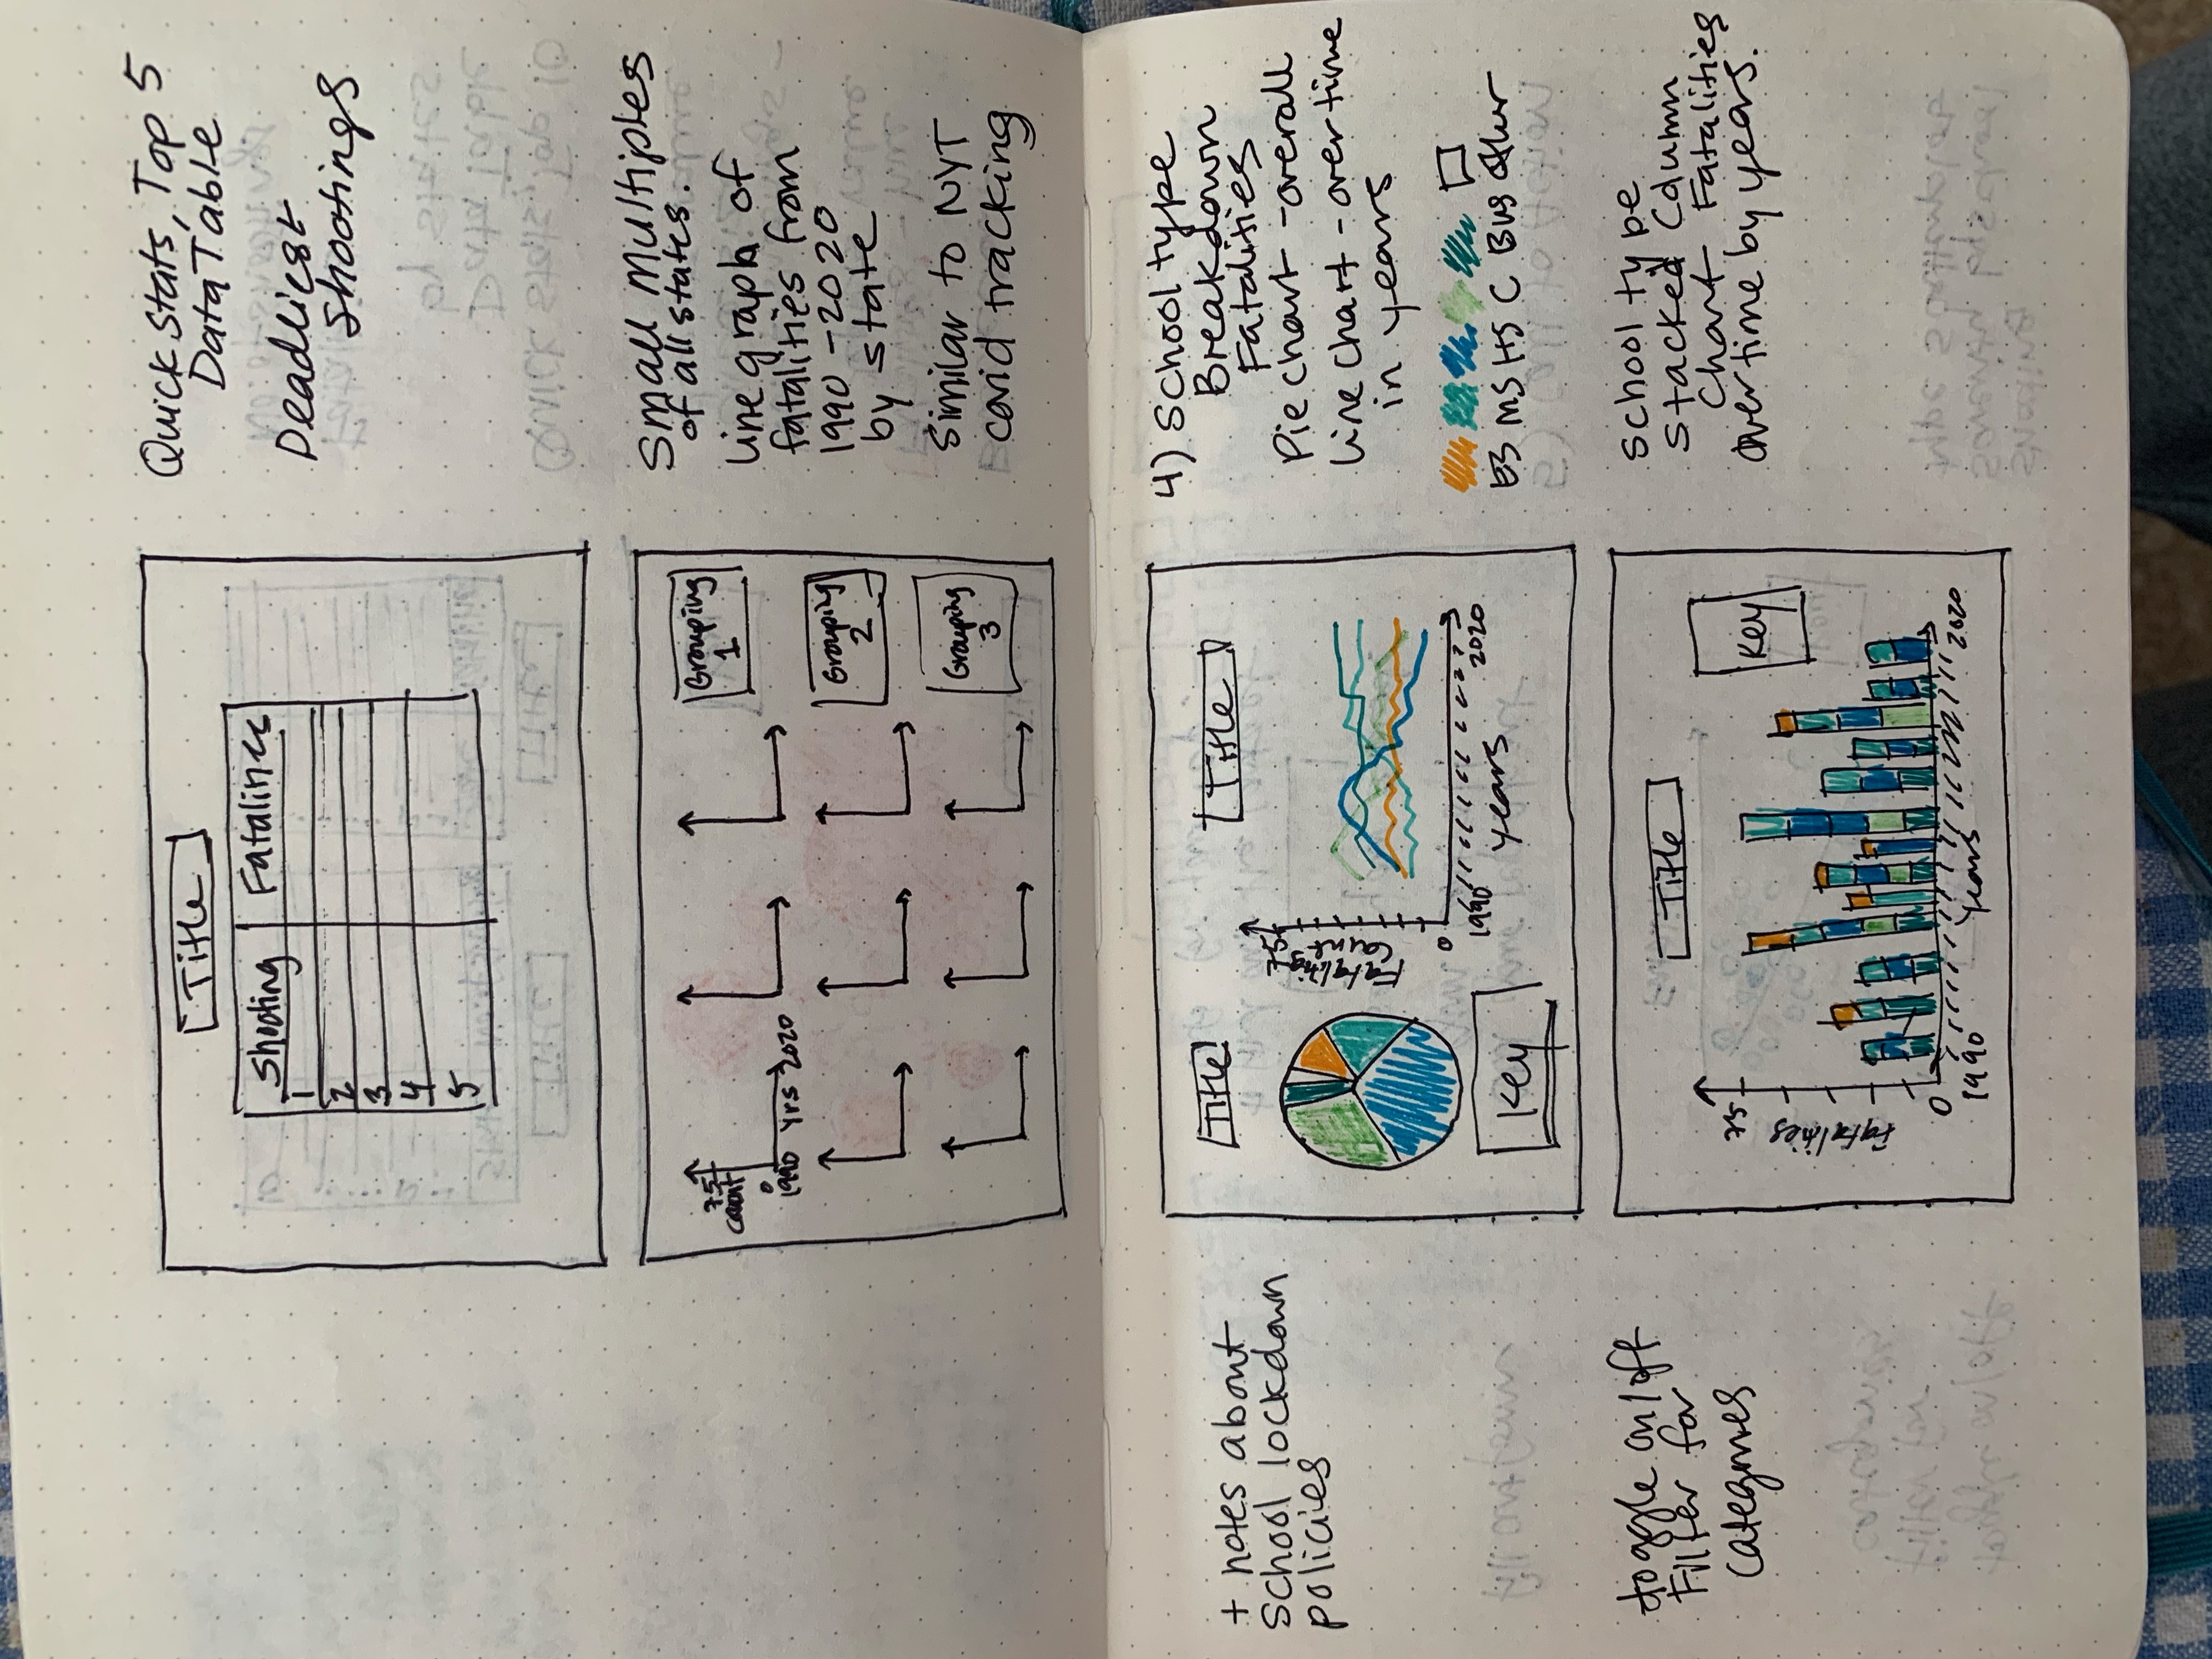 Title
Shooting
Fatalities
1
2
3
4
5
Quick Stats, Top 5
Data Table
Deadliest
Shootings
75
count
0
1990 Yrs 2020
Grouping
1
Grouping
2
Grouping
3
Small Multiples
of all states.
Line graph of
fatalities from
1990 - 2020
by state
Similar to NYT
covid tracking
+ notes about
School lockdown
policies
Title
Title
75
Fatalities
Count
0
1990
2020
Years
Key
4) School type
Breakdown
Fatalities
Pie chart - overall
Line chart - over time
in years
ES MS HS C Bus Other
toggle on/off
Filter for
categories
Title
75
Fatalities
0
1990
Years
2020
Key
School type
Stacked Column
Chart Fatalities
over time by years.